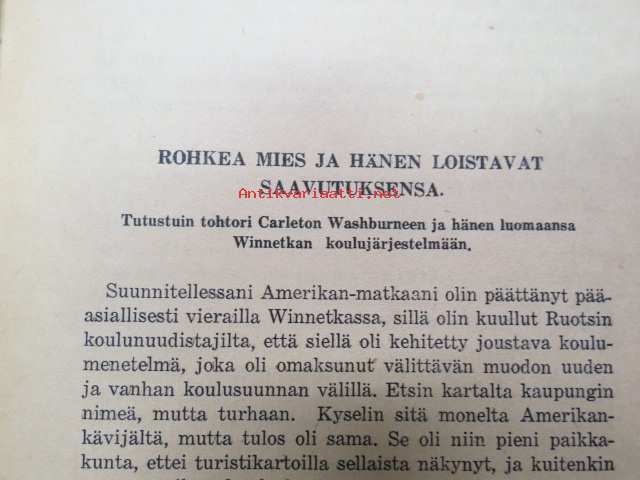 ROHKEA MIES JA HÄNEN LOISTAVAT
SAAVUTUKSENSA.
Antikvariaatti.net
Tutustuin tohtori Carleton Washburneen ja hänen luomaansa
Winnetkan koulujärjestelmään.
Suunnitellessani Amerikan-matkaani olin päättänyt pää-
asiallisesti vierailla Winnetkassa, sillä olin kuullut Ruotsin
koulunuudistajilta, että siellä oli kehitetty joustava koulu-
menetelmä, joka oli omaksunut välittävän muodon uuden
ja vanhan koulusuunnan välillä. Etsin kartalta kaupungin
nimeä, mutta turhaan. Kyselin sitä monelta Amerikan-
kävijältä, mutta tulos oli sama. Se oli niin pieni paikka-
kunta, ettei turistikartoilla sellaista näkynyt, ja kuitenkin